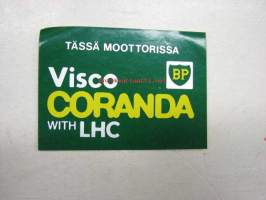 TÄSSÄ MOOTTORISSA
Visco
BP
CORANDA
WITH LHC